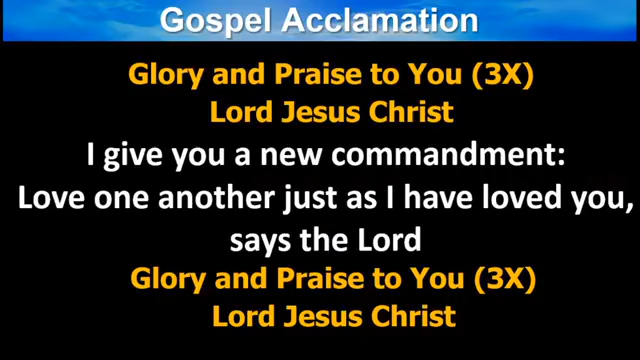 Gospel Acclamation
Glory and Praise to You (3X)
Lord Jesus Christ
I give you a new commandment:
Love one another just as I have loved you,
says the Lord
Glory and Praise to You (3X)
Lord Jesus Christ